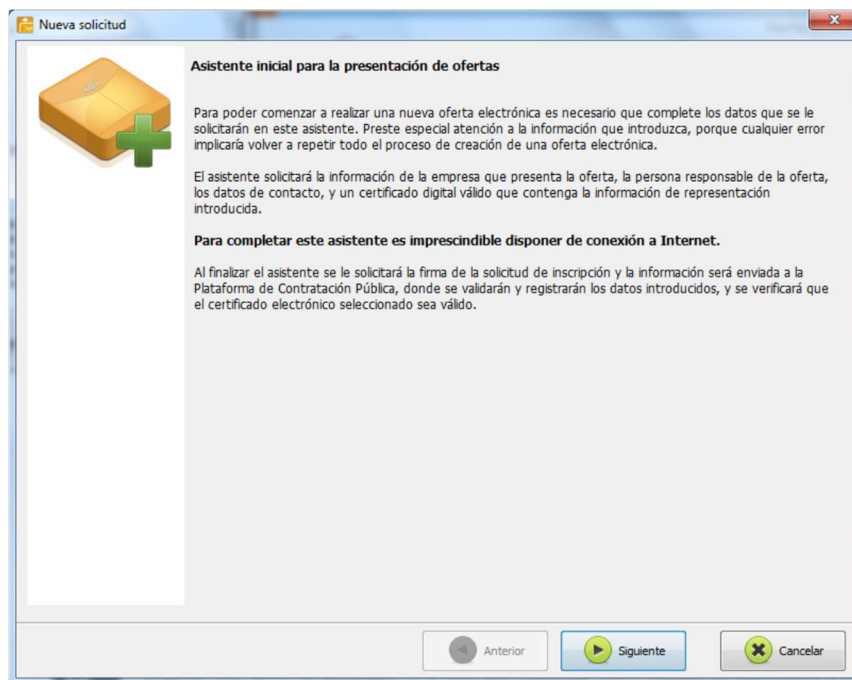 Nueva solicitud
Asistente inicial para la presentación de ofertas
Para poder comenzar a realizar una nueva oferta electrónica es necesario que complete los datos que se le
solicitarán en este asistente. Preste especial atención a la información que introduzca, porque cualquier error
implicaría volver a repetir todo el proceso de creación de una oferta electrónica.
El asistente solicitará la información de la empresa que presenta la oferta, la persona responsable de la oferta,
los datos de contacto, y un certificado digital válido que contenga la información de representación
introducida.
Para completar este asistente es imprescindible disponer de conexión a Internet.
Al finalizar el asistente se le solicitará la firma de la solicitud de inscripción y la información será enviada a la
Plataforma de Contratación Pública, donde se validarán y registrarán los datos introducidos, y se verificará que
el certificado electrónico seleccionado sea válido.
Anterior
Siguiente
Cancelar